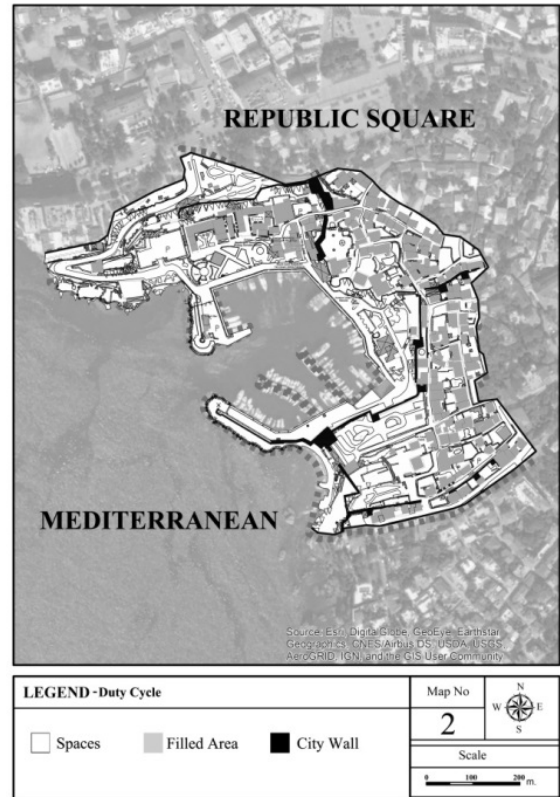 REPUBLIC SQUARE
MEDITERRANEAN
Source: Esri, DigitalGlobe, GeoEye, Earthstar
Geographics, CNES/Airbus DS, USDA, USGS,
AeroGRID, IGN, and the GIS User Community
LEGEND - Duty Cycle
Spaces
Filled Area
City Wall
Map No
2
N
W E
S
Scale
0 100 200 m.